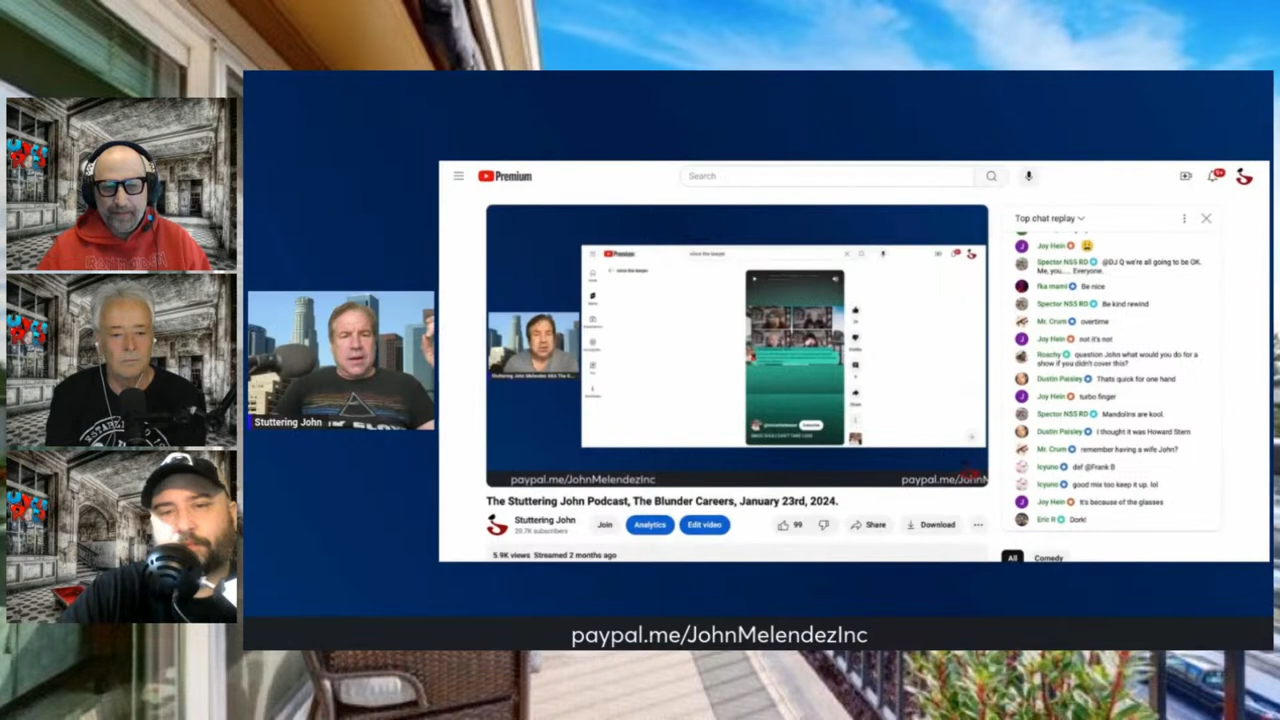 Premium
Search
9+
Top chat replay
Joy Hein
Spector NSS RD @DJ Q we're all going to be OK.
Me, you..... Everyone.
fka mami Be nice
Spector NSS RD Be kind rewind
Mr. Crum overtime
Joy Hein not it's not
Roachy question John what would you do for a
show if you didn't cover this?
Dustin Paisley Thats quick for one hand
Joy Hein turbo finger
Spector NSS RD Mandolins are kool.
Dustin Paisley I thought it was Howard Stern
Mr. Crum remember having a wife John?
Icyuno def @Frank B
Icyuno good mix too keep it up. lol
Joy Hein It's because of the glasses
Eric R Dork!
Premium
Stuttering John
paypal.me/JohnMelendezInc
paypal.me/JohnM
The Stuttering John Podcast, The Blunder Careers, January 23rd, 2024.
Stuttering John
Join
Analytics
Edit video
99
Share
Download
5.9K views Streamed 2 months ago
All
Comedy
paypal.me/JohnMelendezInc